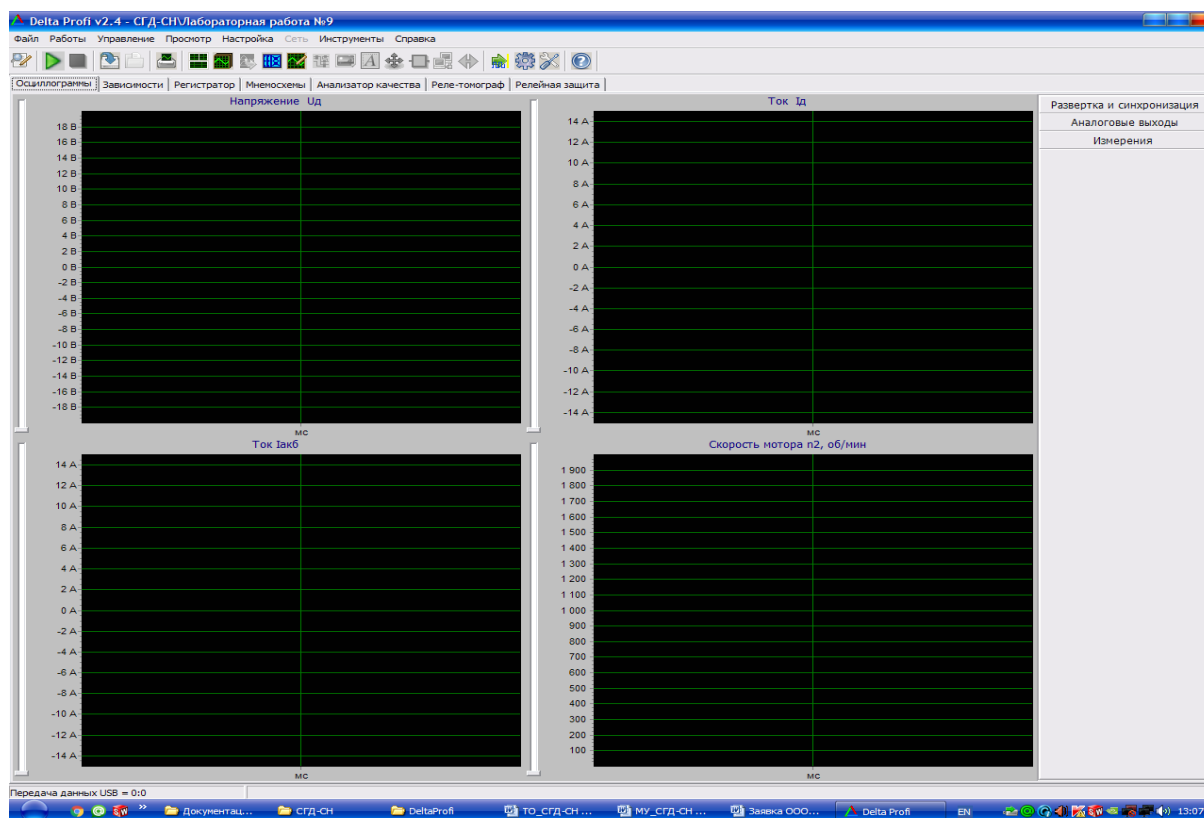 Delta Profi v2.4 - СГД-СН\Лабораторная работа №9
Файл Работы Управление Просмотр Настройка Сеть Инструменты Справка
Осциллограммы Зависимости Регистратор Мнемосхемы Анализатор качества Реле-томограф Релейная защита
Напряжение Uд
18 В
16 В
14 В
12 В
10 В
8 В
6 В
4 В
2 В
0 В
-2 В
-4 В
-6 В
-8 В
-10 В
-12 В
-14 В
-16 В
-18 В
мс
Ток Iд
14 А
12 А
10 А
8 А
6 А
4 А
2 А
0 А
-2 А
-4 А
-6 А
-8 А
-10 А
-12 А
-14 А
мс
Развертка и синхронизация
Аналоговые выходы
Измерения
Ток Iакб
14 А
12 А
10 А
8 А
6 А
4 А
2 А
0 А
-2 А
-4 А
-6 А
-8 А
-10 А
-12 А
-14 А
мс
Скорость мотора n2, об/мин
1 900
1 800
1 700
1 600
1 500
1 400
1 300
1 200
1 100
1 000
900
800
700
600
500
400
300
200
100
мс
Передача данных USB = 0:0
Документац... СГД-СН DeltaProfi ТО_СГД-СН ... МУ_СГД-СН ... Заявка ООО... Delta Profi EN 13:07